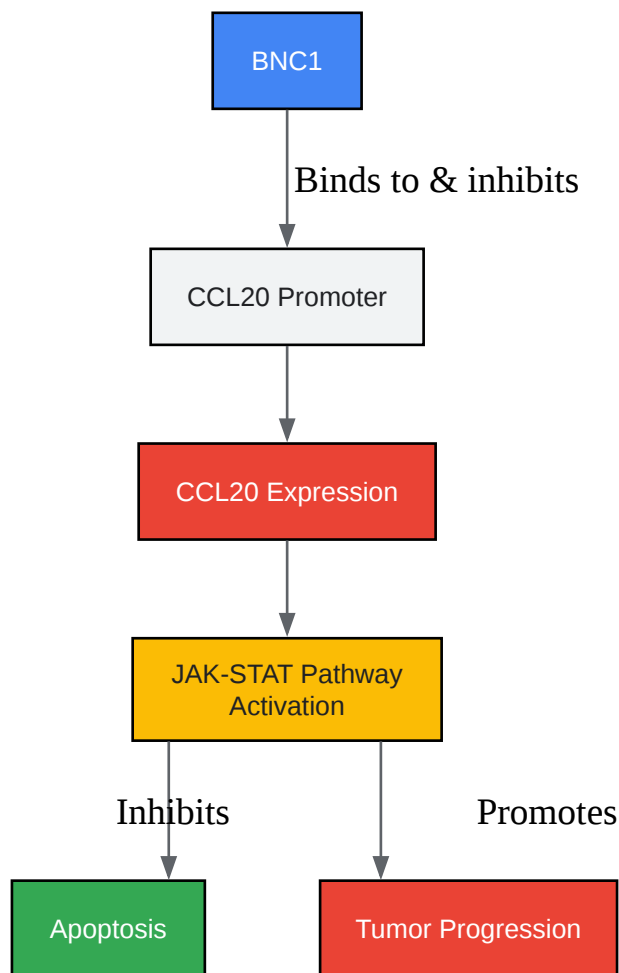 BNC1
Binds to & inhibits
CCL20 Promoter
CCL20 Expression
JAK-STAT Pathway
Activation
Inhibits
Promotes
Apoptosis
Tumor Progression